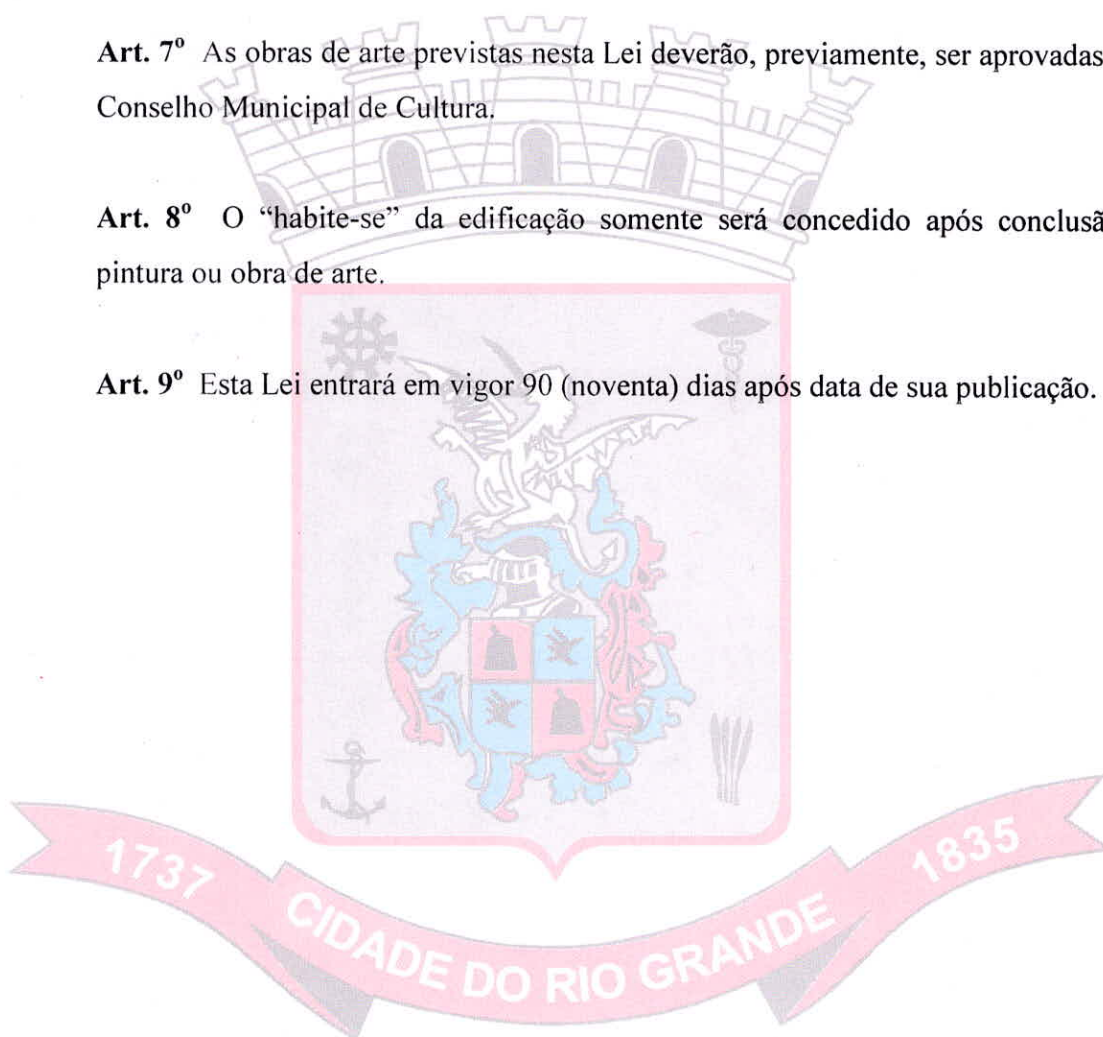 Art. 7º As obras de arte previstas nesta Lei deverão, previamente, ser aprovadas
Conselho Municipal de Cultura.
Art. 8º O “habite-se” da edificação somente será concedido após conclusã
pintura ou obra de arte.
Art. 9º Esta Lei entrará em vigor 90 (noventa) dias após data de sua publicação.
1737 CIDADE DO RIO GRANDE 1835